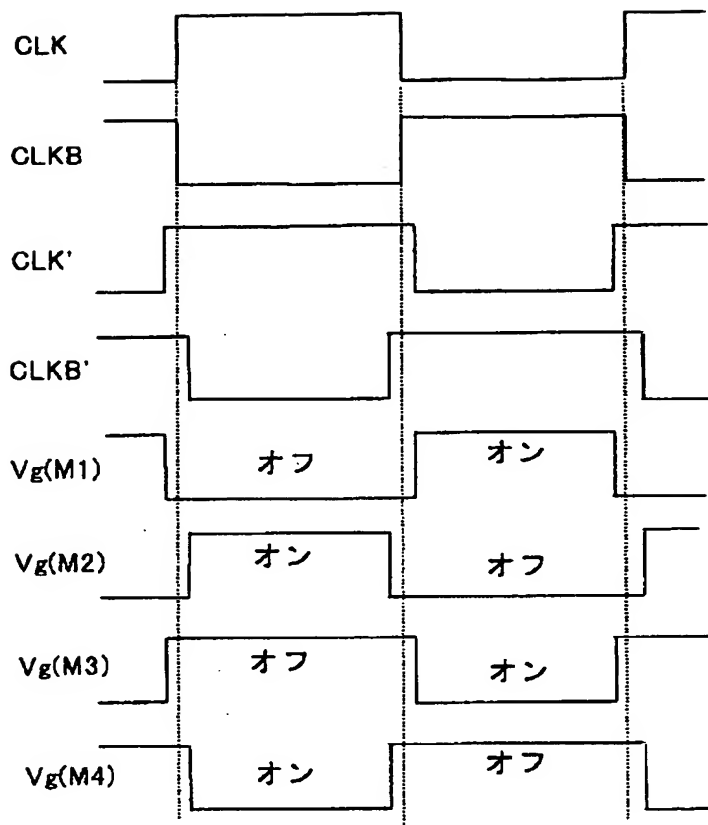 CLK
CLKB
CLK'
CLKB'
Vg(M1) オフ オン
Vg(M2) オン オフ
Vg(M3) オフ オン
Vg(M4) オン オフ